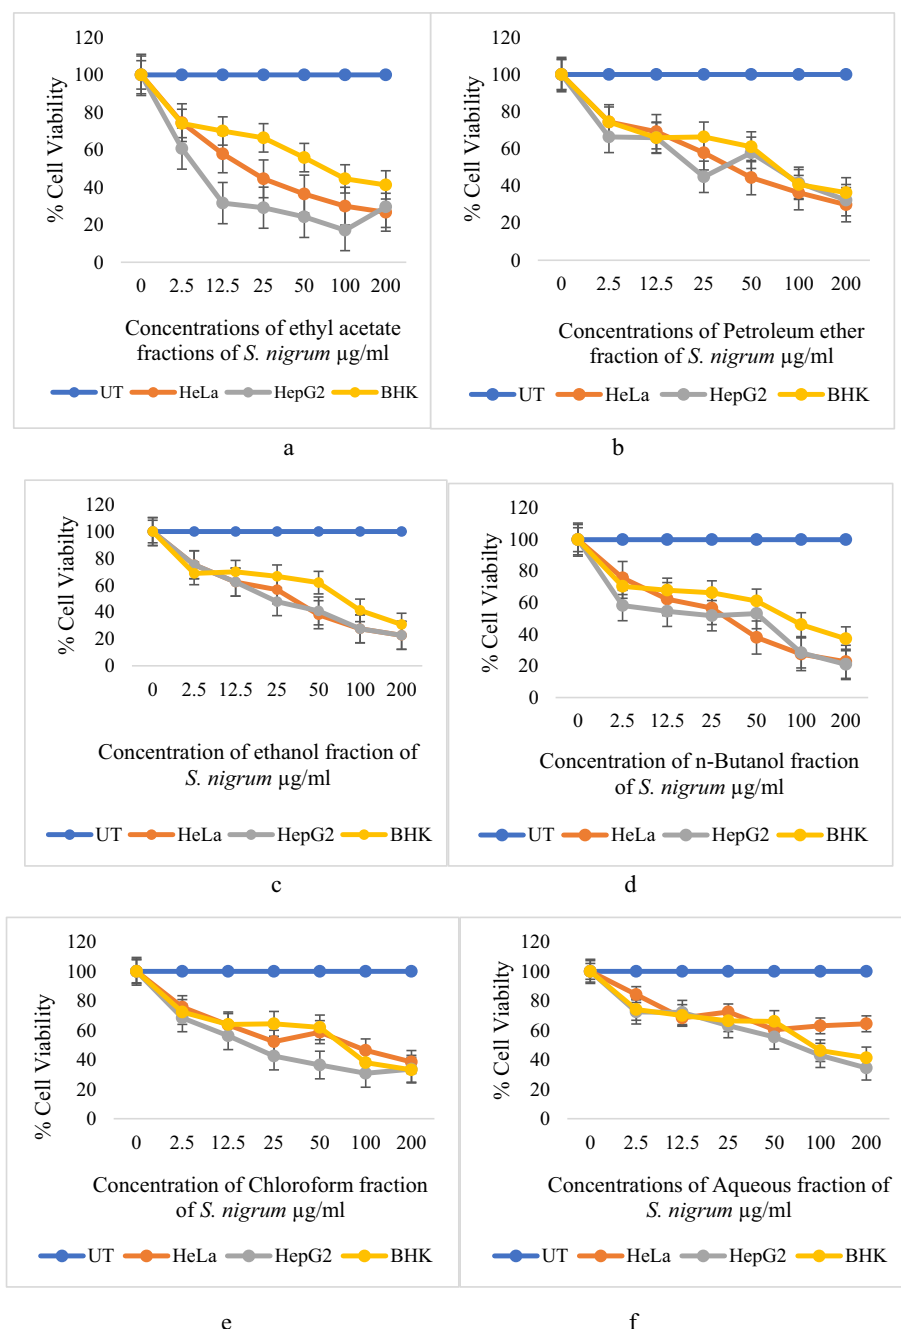 120
100
80
60
40
20
0
% Cell Viability
0 2.5 12.5 25 50 100 200
Concentrations of ethyl acetate
fractions of S. nigrum µg/ml
UT HeLa HepG2 BHK
a
120
100
80
60
40
20
0
% Cell Viability
0 2.5 12.5 25 50 100 200
Concentrations of Petroleum ether
fraction of S. nigrum µg/ml
UT HeLa HepG2 BHK
b
120
100
80
60
40
20
0
% Cell Viabilty
0 2.5 12.5 25 50 100 200
Concentration of ethanol fraction of
S. nigrum µg/ml
UT HeLa HepG2 BHK
c
120
100
80
60
40
20
0
% Cell Viabilty
0 2.5 12.5 25 50 100 200
Concentration of n-Butanol fraction
of S. nigrum µg/ml
UT HeLa HepG2 BHK
d
120
100
80
60
40
20
0
% Cell Viabilty
0 2.5 12.5 25 50 100 200
Concentration of Chloroform fraction
of S. nigrum µg/ml
UT HeLa HepG2 BHK
e
120
100
80
60
40
20
0
% Cell Viabilty
0 2.5 12.5 25 50 100 200
Concentrations of Aqueous fraction of
S. nigrum µg/ml
UT HeLa HepG2 BHK
f